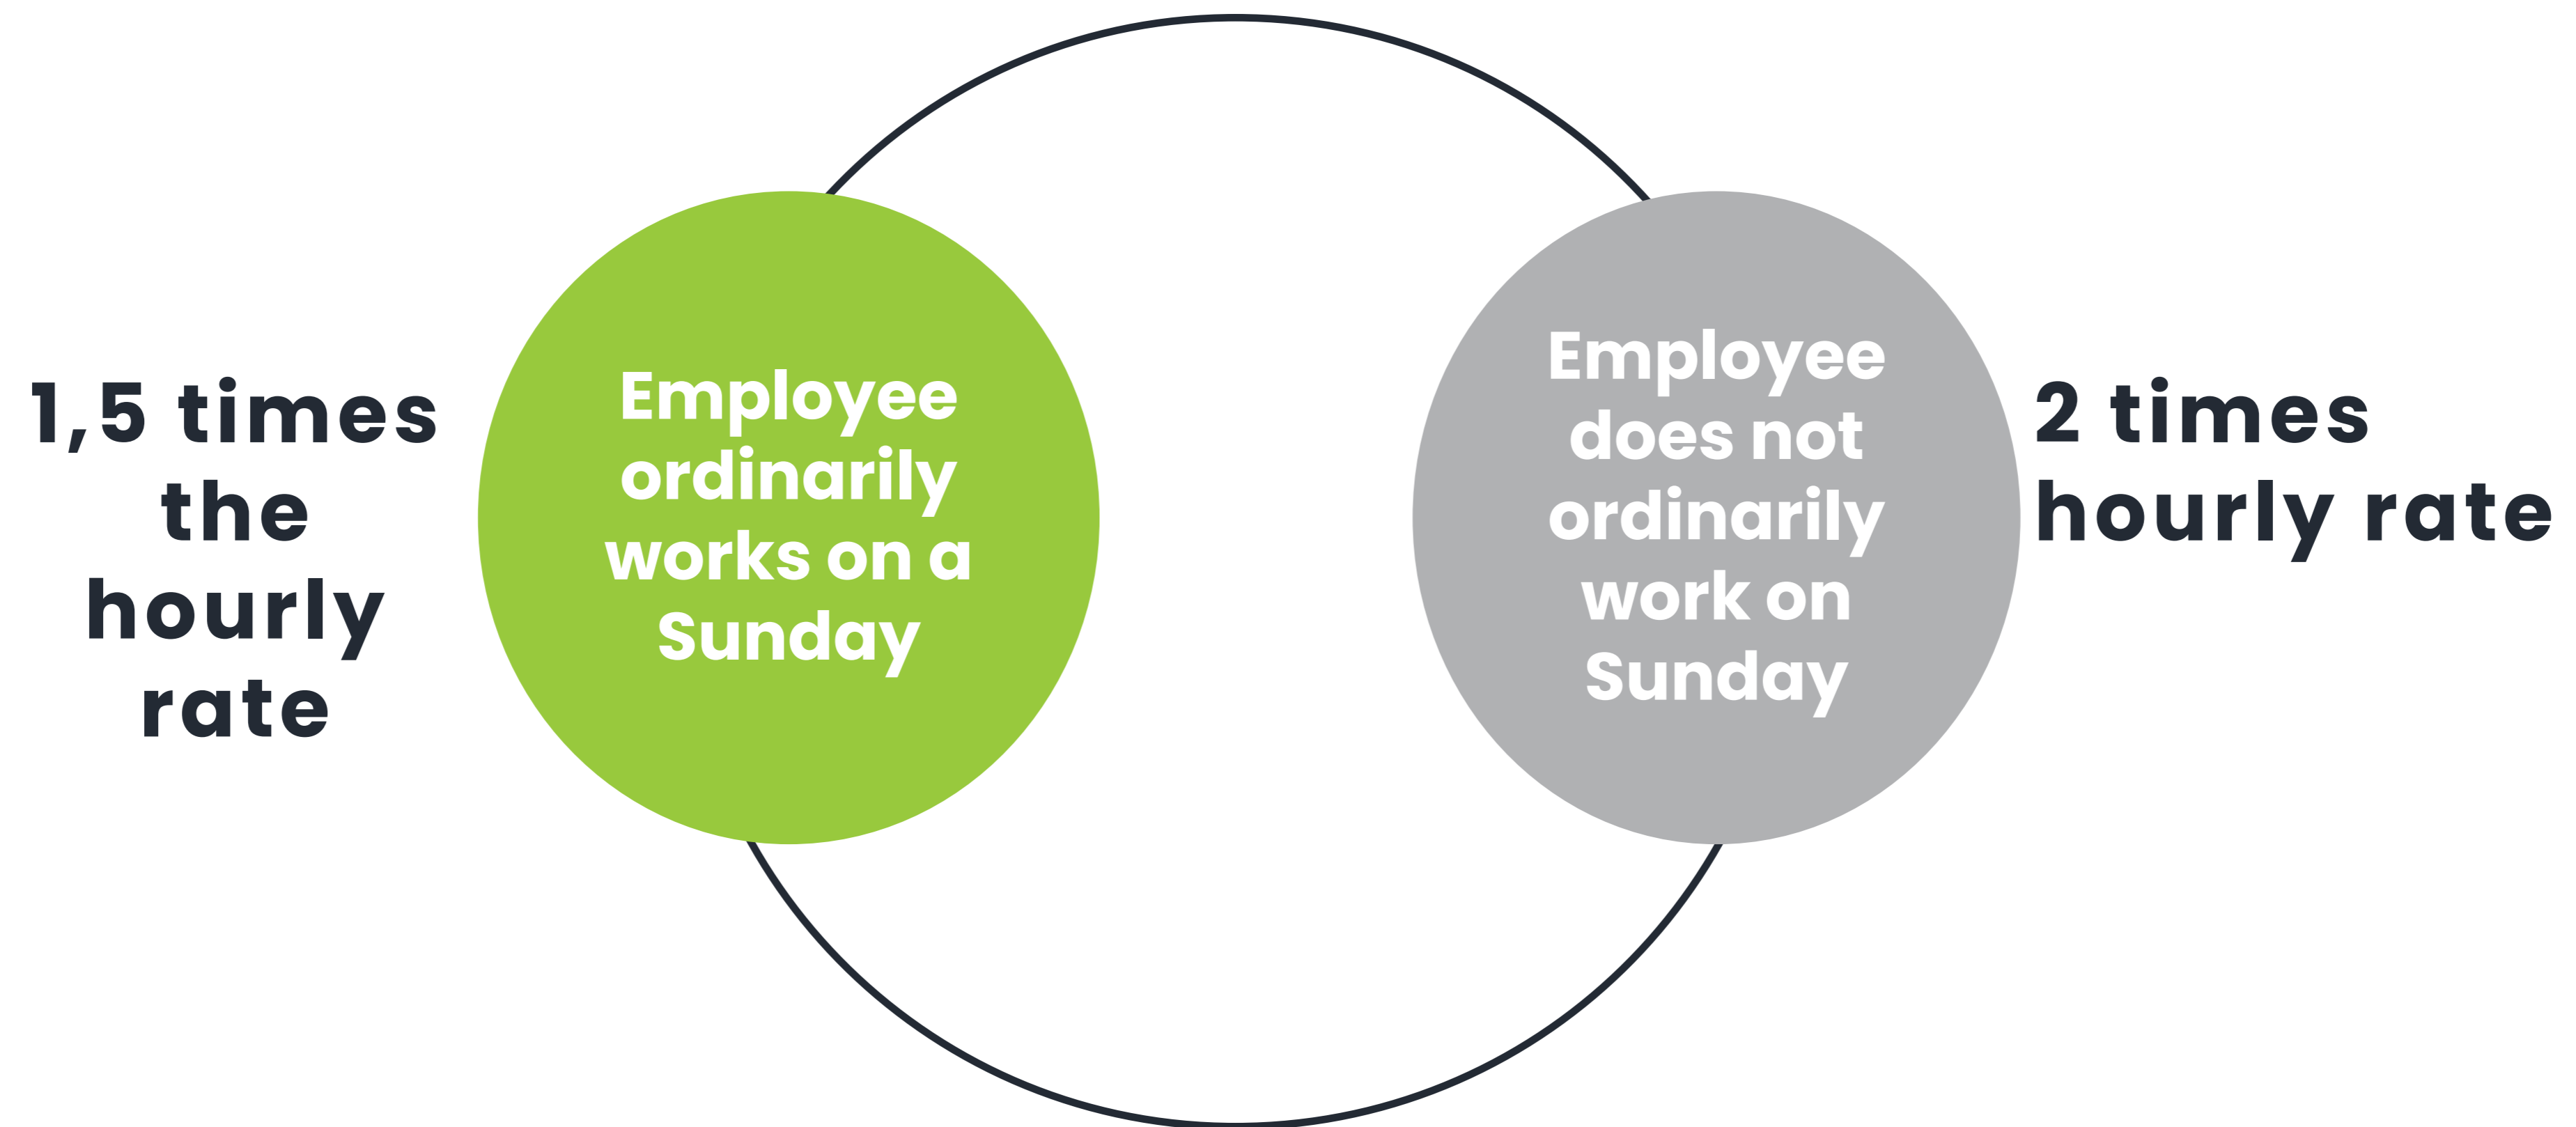 1,5 times
the
hourly
rate
Employee
ordinarily
works on a
Sunday
Employee
does not
ordinarily
work on
Sunday
2 times
hourly rate